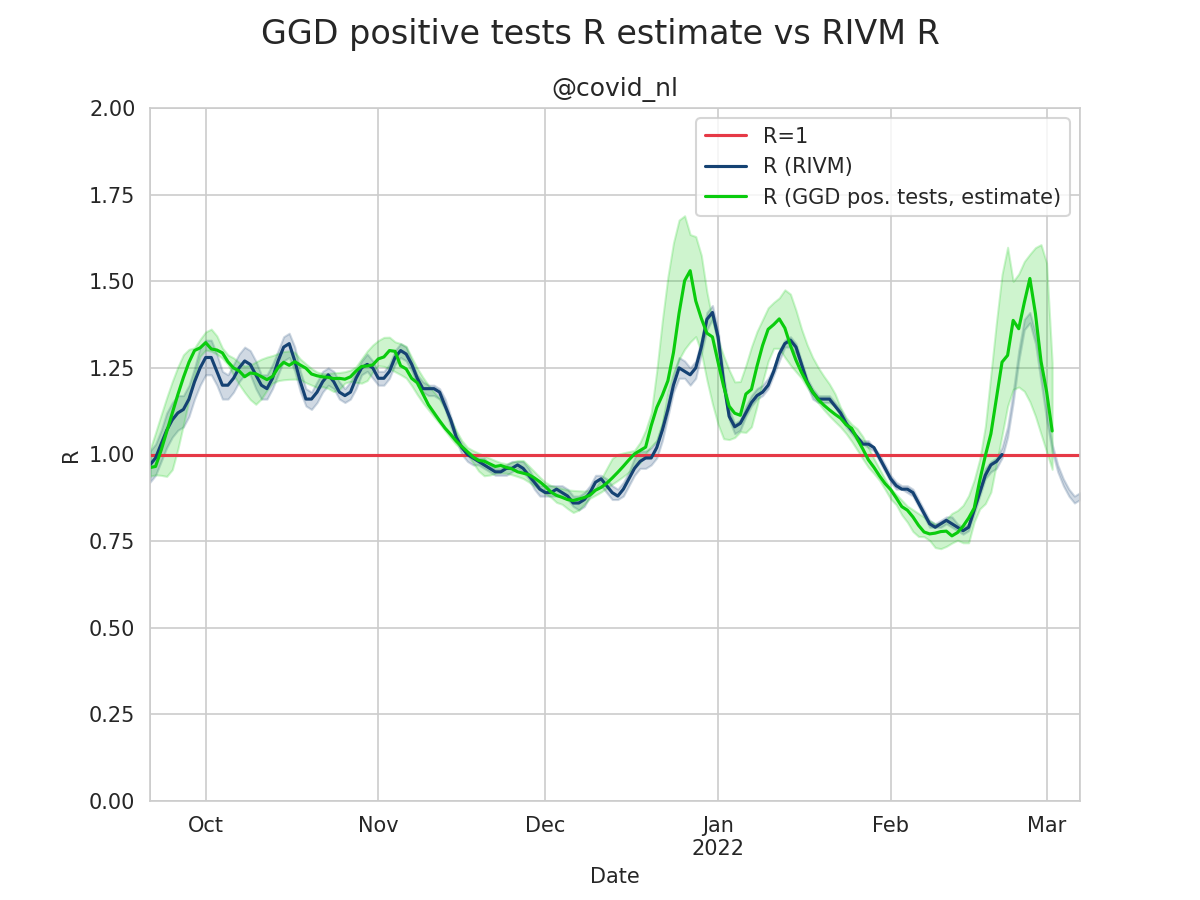 GGD positive tests R estimate vs RIVM R
@covid_nl
2.00
1.75
1.50
1.25
1.00
0.75
0.50
0.25
0.00
R
R=1
R (RIVM)
R (GGD pos. tests, estimate)
Oct
Nov
Dec
Jan
2022
Feb
Mar
Date